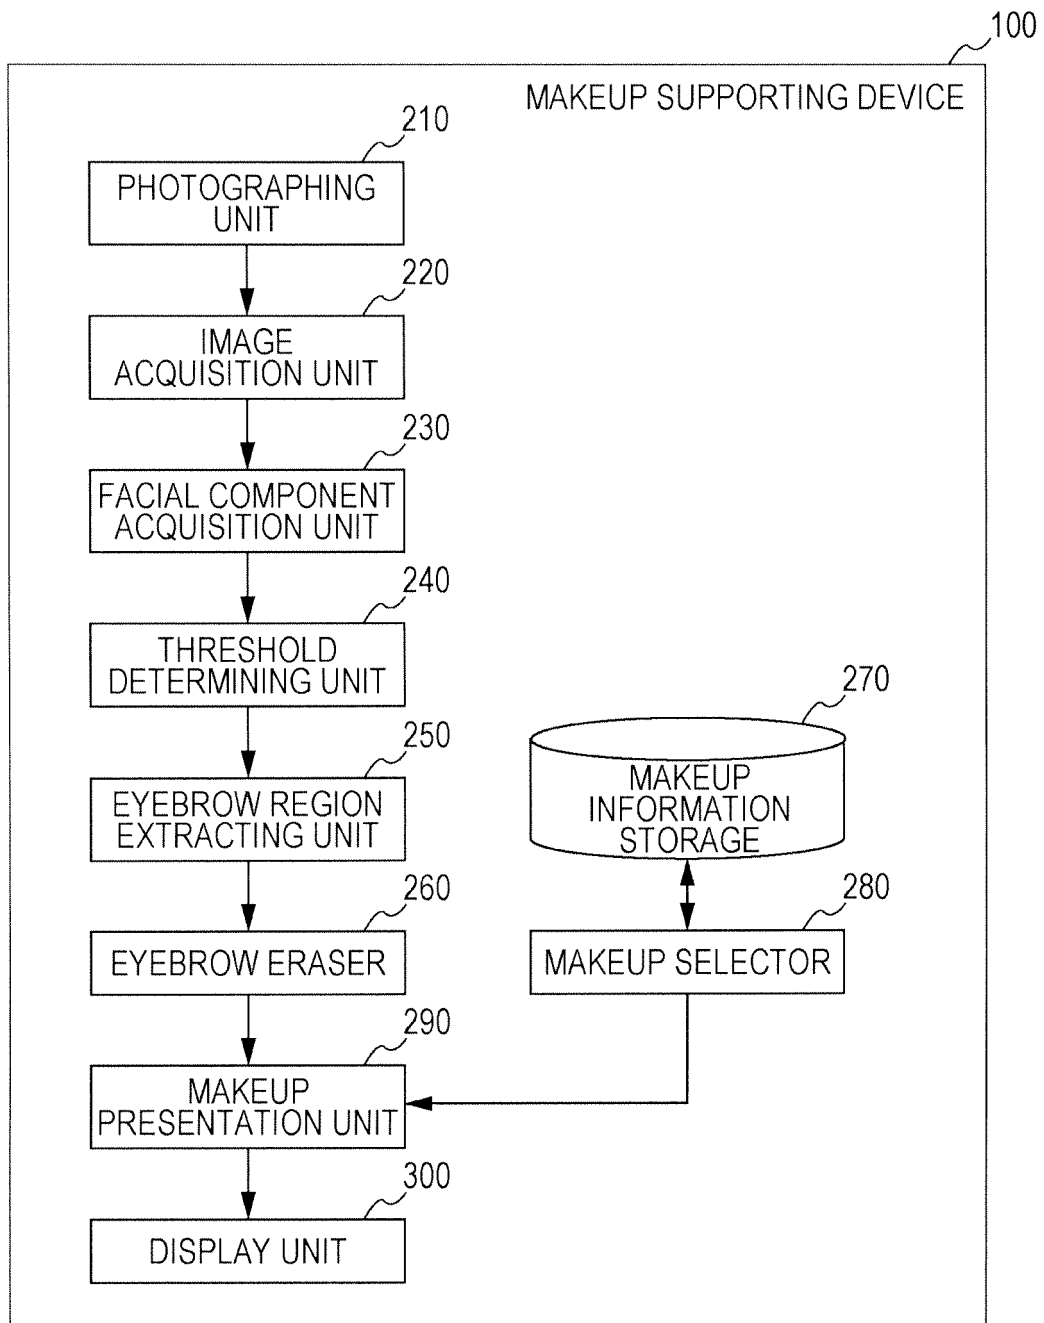 100
MAKEUP SUPPORTING DEVICE
210
PHOTOGRAPHING
UNIT
220
IMAGE
ACQUISITION UNIT
230
FACIAL COMPONENT
ACQUISITION UNIT
240
THRESHOLD
DETERMINING UNIT
250
EYEBROW REGION
EXTRACTING UNIT
260
EYEBROW ERASER
270
MAKEUP
INFORMATION
STORAGE
280
MAKEUP SELECTOR
290
MAKEUP
PRESENTATION UNIT
300
DISPLAY UNIT